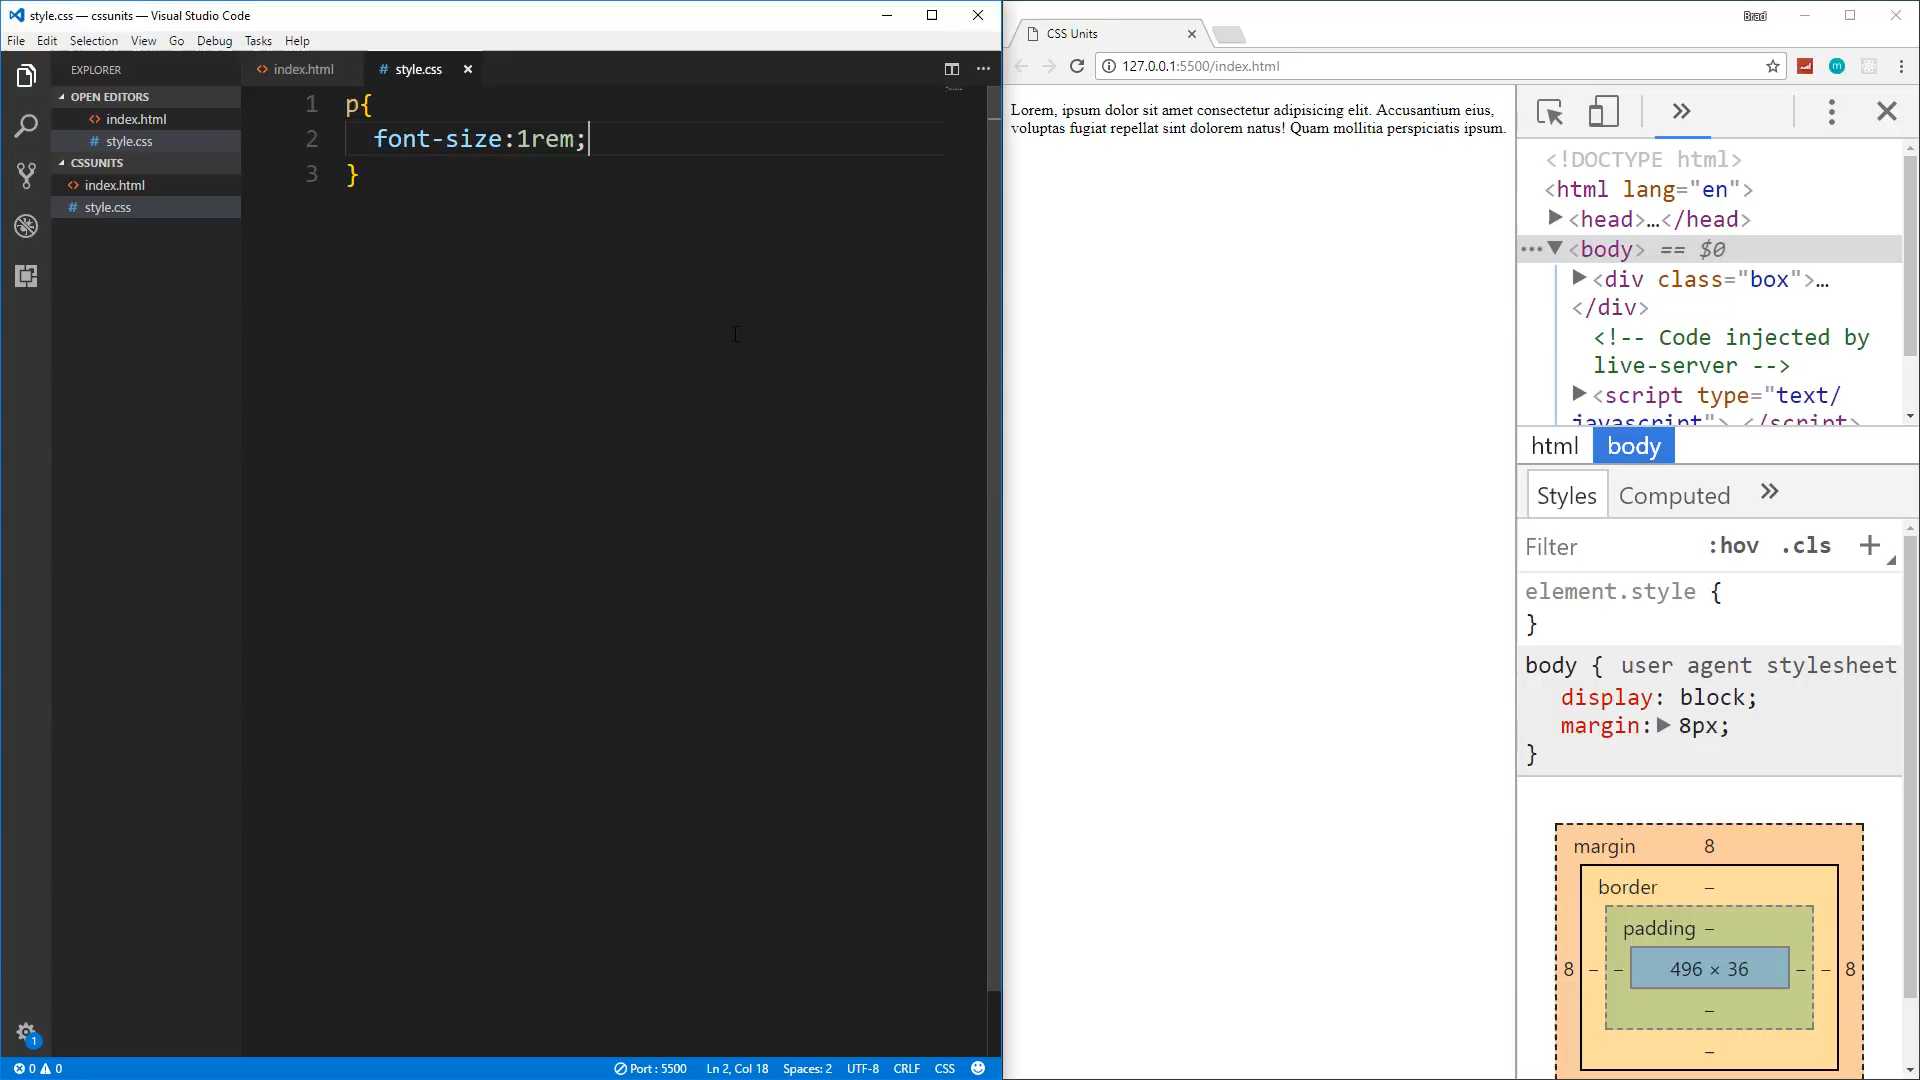 style.css — cssunits — Visual Studio Code
File Edit Selection View Go Debug Tasks Help
EXPLORER
OPEN EDITORS
<> index.html
# style.css
CSSUNITS
<> index.html
# style.css
<> index.html
# style.css ×
1 p{
2 font-size:1rem;
3 }
1
0 0
Port : 5500
Ln 2, Col 18
Spaces: 2
UTF-8
CRLF
CSS
Brad
CSS Units
127.0.0.1:5500/index.html
Lorem, ipsum dolor sit amet consectetur adipisicing elit. Accusantium eius,
voluptas fugiat repellat sint dolorem natus! Quam mollitia perspiciatis ipsum.
<!DOCTYPE html>
<html lang="en">
<head>…</head>
<body> == $0
<div class="box">…
</div>
<!-- Code injected by
live-server -->
<script type="text/
javascript">…</script>
html body
Styles Computed »
Filter :hov .cls +
element.style {
}
body { user agent stylesheet
display: block;
margin: 8px;
}
margin 8
border –
padding –
8 – – 496 × 36 – – 8
–
–